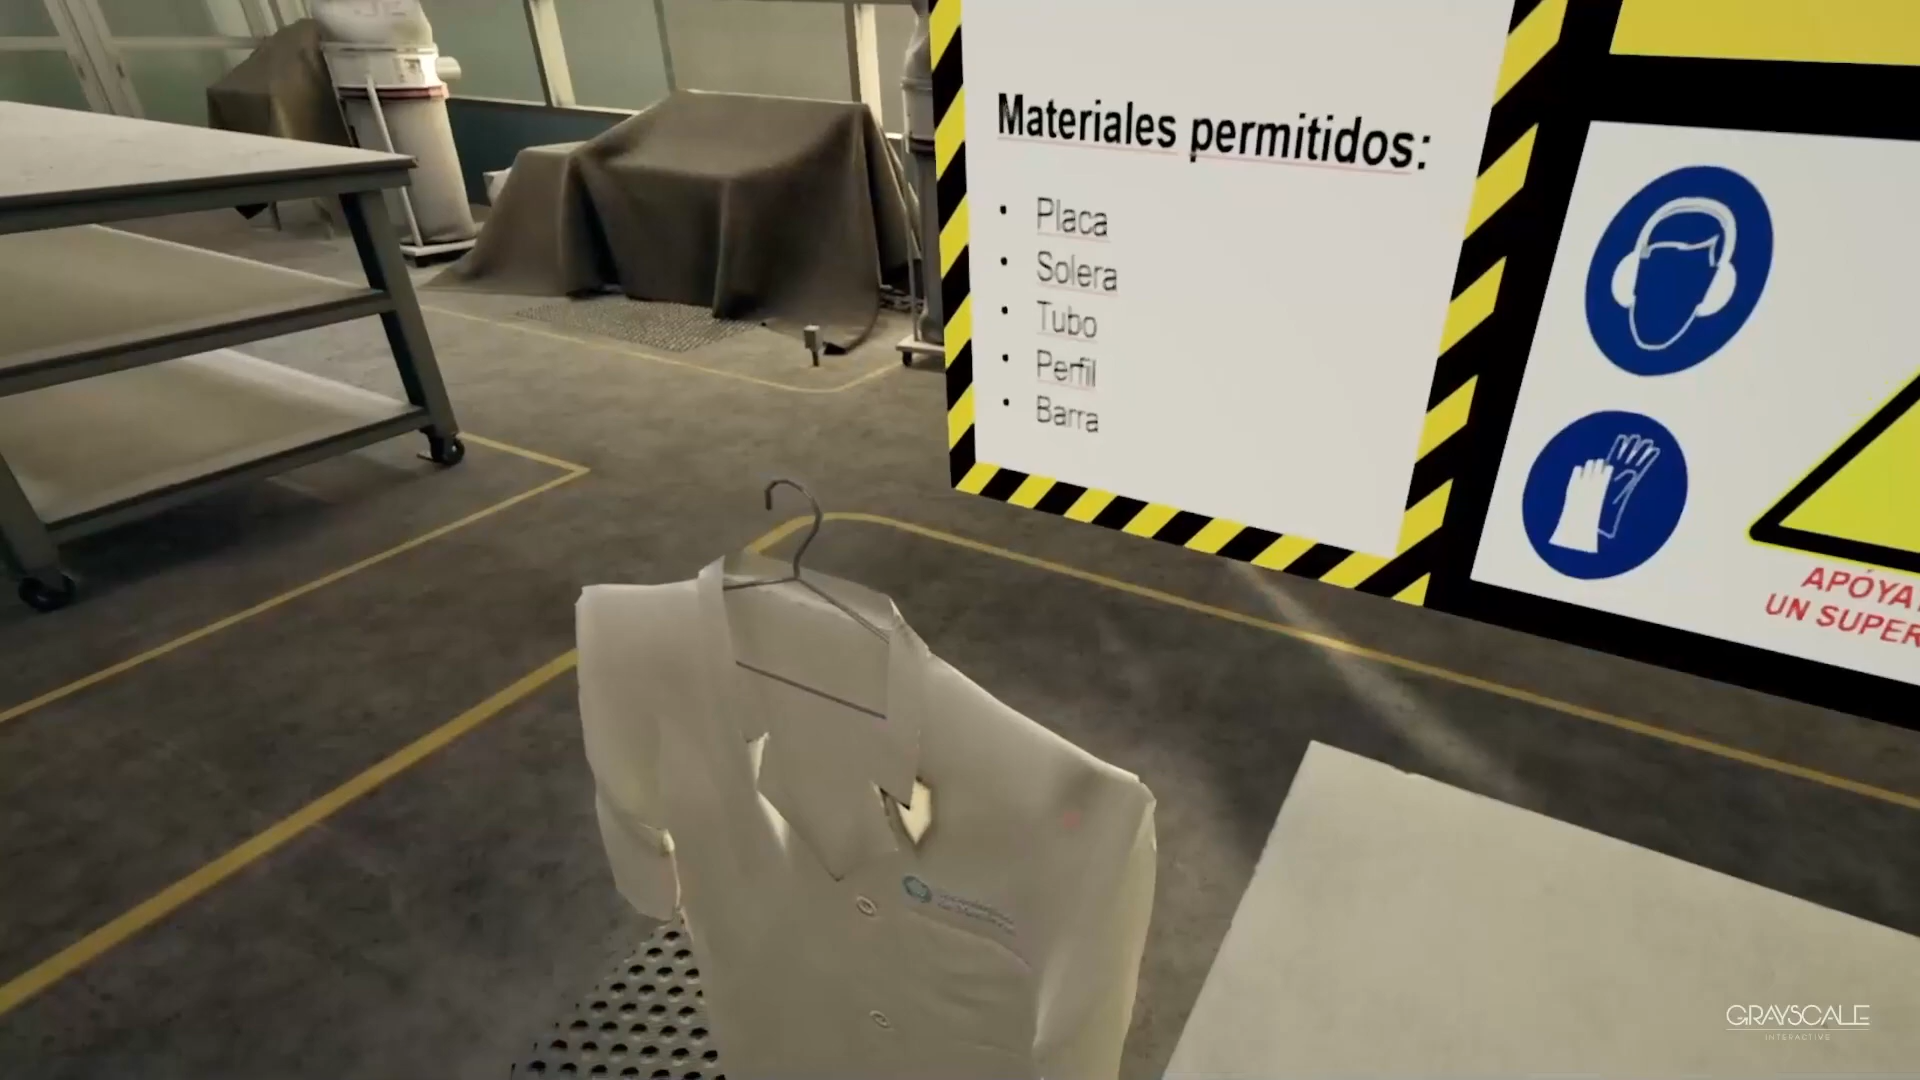 Materiales permitidos:
• Placa
• Solera
• Tubo
• Perfil
• Barra
APÓYA
UN SUPER
GRAYSCALE
INTERACTIVE